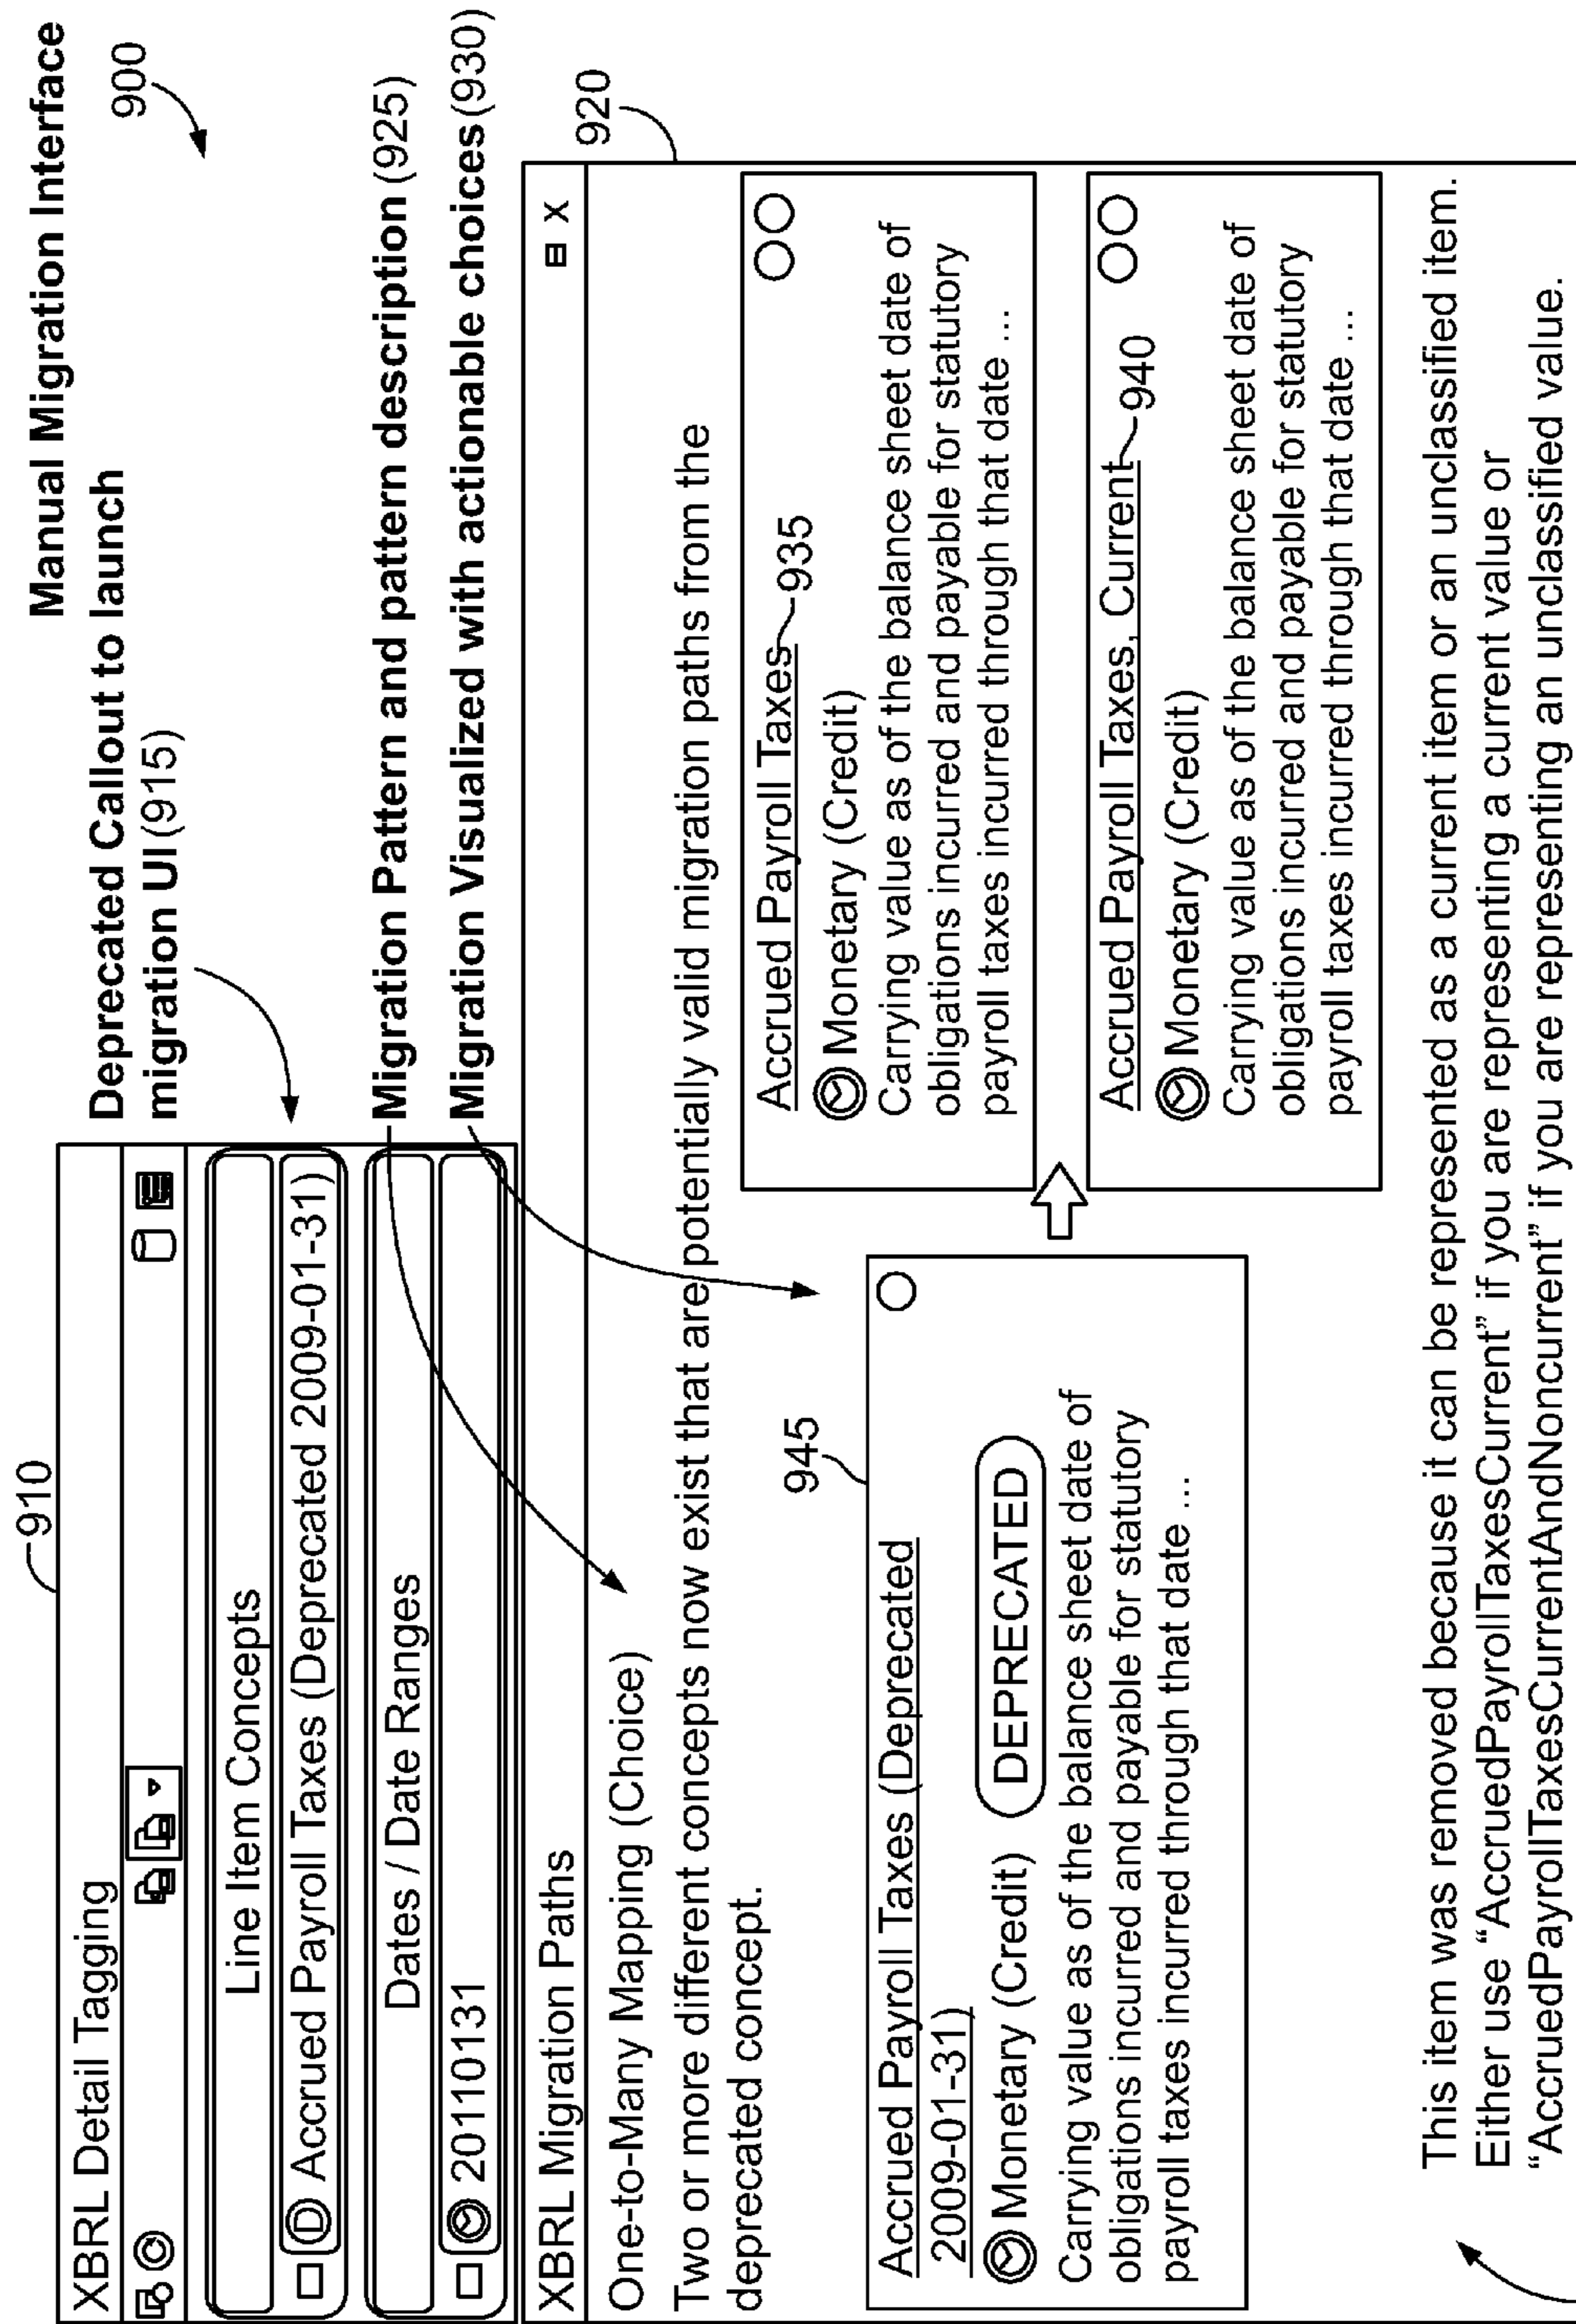 Manual Migration Interface
900
910
Deprecated Callout to launch
migration UI (915)
XBRL Detail Tagging
Line Item Concepts
D Accrued Payroll Taxes (Deprecated 2009-01-31)
Dates / Date Ranges
20110131
Migration Pattern and pattern description (925)
Migration Visualized with actionable choices (930)
920
XBRL Migration Paths
X
One-to-Many Mapping (Choice)
Two or more different concepts now exist that are potentially valid migration paths from the
deprecated concept.
945
Accrued Payroll Taxes (Deprecated
2009-01-31)
Monetary (Credit)
DEPRECATED
Carrying value as of the balance sheet date of
obligations incurred and payable for statutory
payroll taxes incurred through that date ...
Accrued Payroll Taxes 935
Monetary (Credit)
Carrying value as of the balance sheet date of
obligations incurred and payable for statutory
payroll taxes incurred through that date ...
Accrued Payroll Taxes, Current 940
Monetary (Credit)
Carrying value as of the balance sheet date of
obligations incurred and payable for statutory
payroll taxes incurred through that date ...
This item was removed because it can be represented as a current item or an unclassified item.
Either use “AccruedPayrollTaxesCurrent” if you are representing a current value or
“AccruedPayrollTaxesCurrentAndNoncurrent” if you are representing an unclassified value.